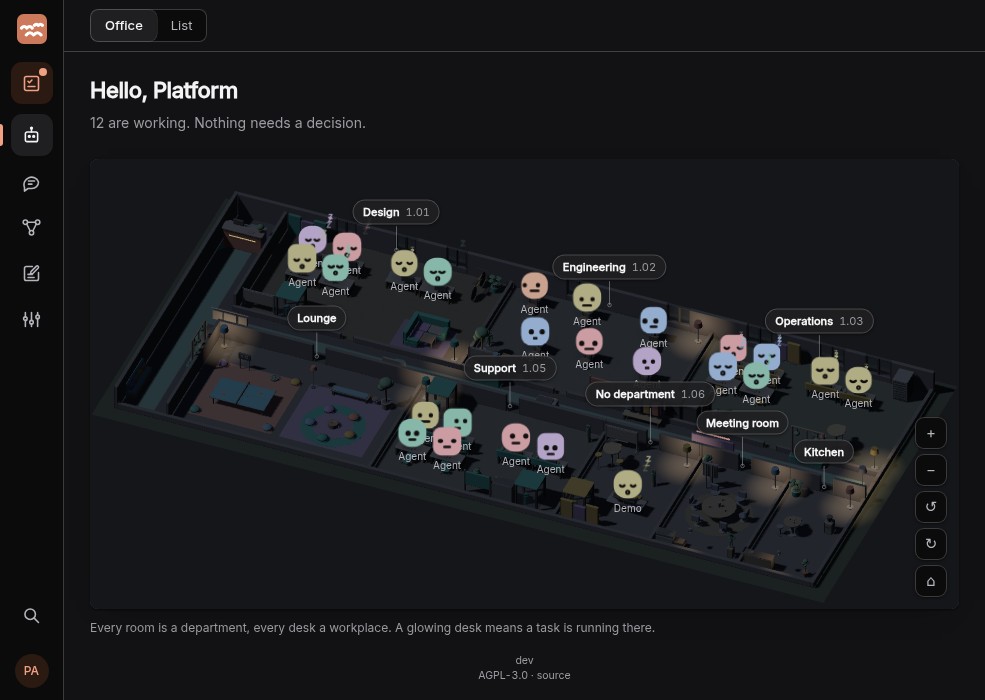 Office
List
Hello, Platform
12 are working. Nothing needs a decision.
Design 1.01
Agent
Agent
Agent
Agent
Engineering 1.02
Agent
Agent
Agent
Agent
Agent
Lounge
Operations 1.03
Agent
Agent
Agent
Support 1.05
No department 1.06
Meeting room
Kitchen
Agent
Agent
Agent
Agent
Demo
Every room is a department, every desk a workplace. A glowing desk means a task is running there.
dev
AGPL-3.0 · source
PA